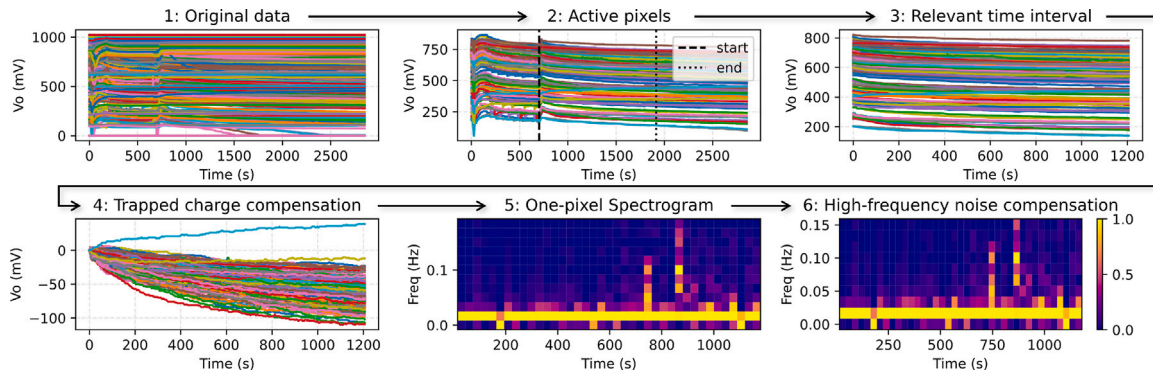 1: Original data
2: Active pixels
3: Relevant time interval
Vo (mV)
1000
500
0
0 500 1000 1500 2000 2500
Time (s)
Vo (mV)
750
500
250
start
end
0 500 1000 1500 2000 2500
Time (s)
Vo (mV)
800
600
400
200
0 200 400 600 800 1000 1200
Time (s)
4: Trapped charge compensation
5: One-pixel Spectrogram
6: High-frequency noise compensation
Vo (mV)
0
−50
−100
0 200 400 600 800 1000 1200
Time (s)
Freq (Hz)
0.1
0.0
200 400 600 800 1000
Time (s)
Freq (Hz)
0.15
0.10
0.05
0.00
250 500 750 1000
Time (s)
1.0
0.5
0.0